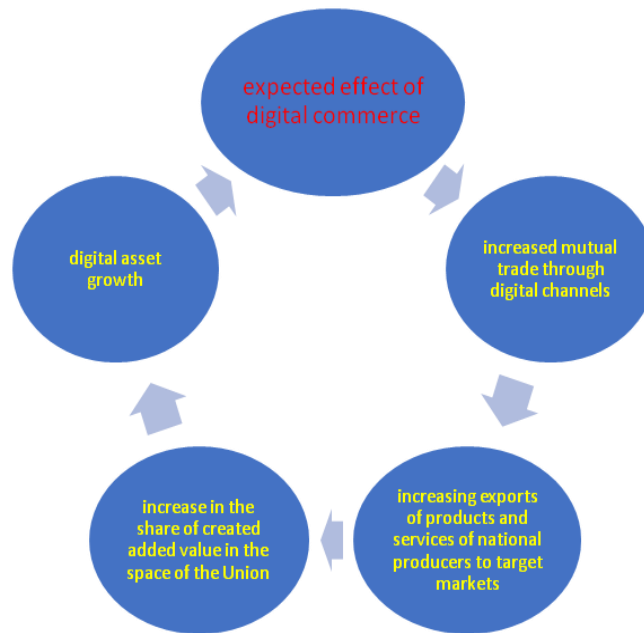 expected effect of
digital commerce
increased mutual
trade through
digital channels
increasing exports
of products and
services of national
producers to target
markets
increase in the
share of created
added value in the
space of the Union
digital asset
growth